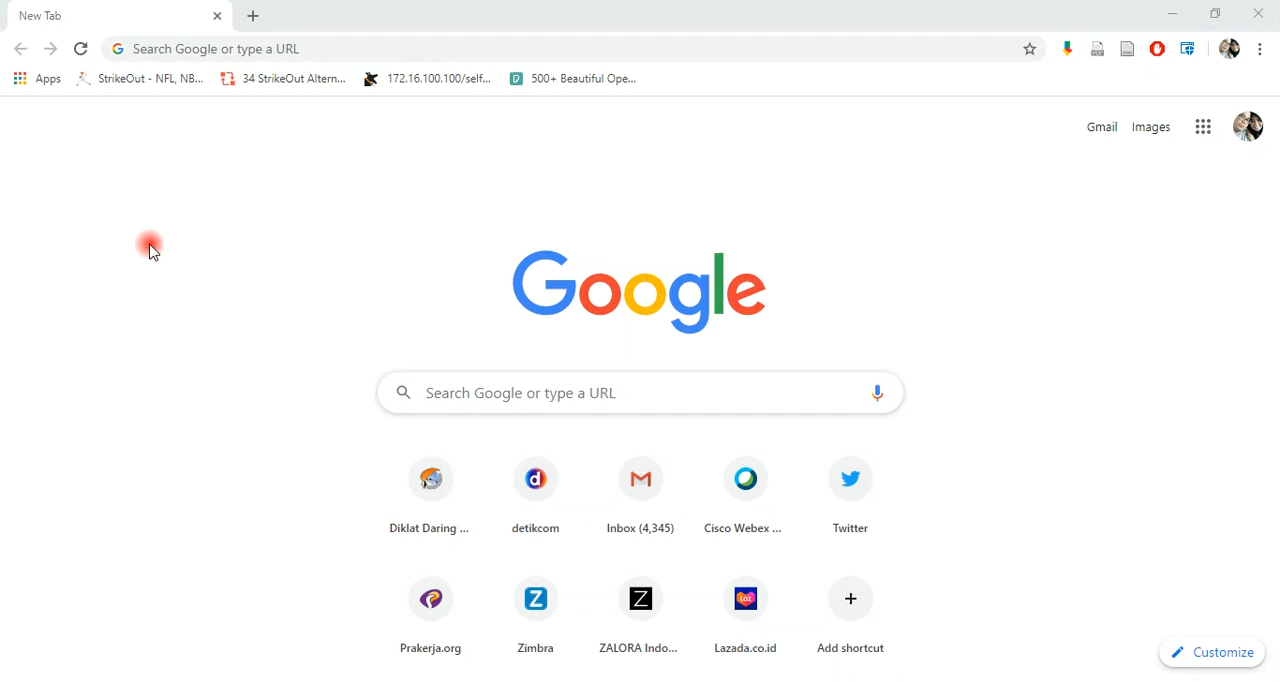 New Tab
Search Google or type a URL
Apps StrikeOut - NFL, NB... 34 StrikeOut Altern... 172.16.100.100/self... D 500+ Beautiful Ope...
Gmail Images
Google
Search Google or type a URL
Diklat Daring ... detikcom Inbox (4,345) Cisco Webex ... Twitter
Prakerja.org Zimbra ZALORA Indo... Lazada.co.id Add shortcut
Customize